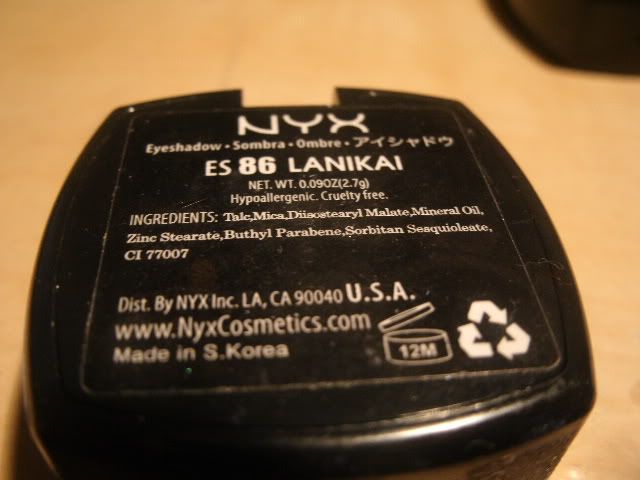 NYX
Eyeshadow • Sombra • Ombre • アイシャドウ
ES 86 LANIKAI
NET. WT. 0.09OZ(2.7g)
Hypoallergenic. Cruelty free.
INGREDIENTS: Talc,Mica,Diisostearyl Malate,Mineral Oil,
Zinc Stearate,Buthyl Parabene,Sorbitan Sesquioleate,
CI 77007
Dist. By NYX Inc. LA, CA 90040 U.S.A.
www.NyxCosmetics.com
Made in S.Korea
12M